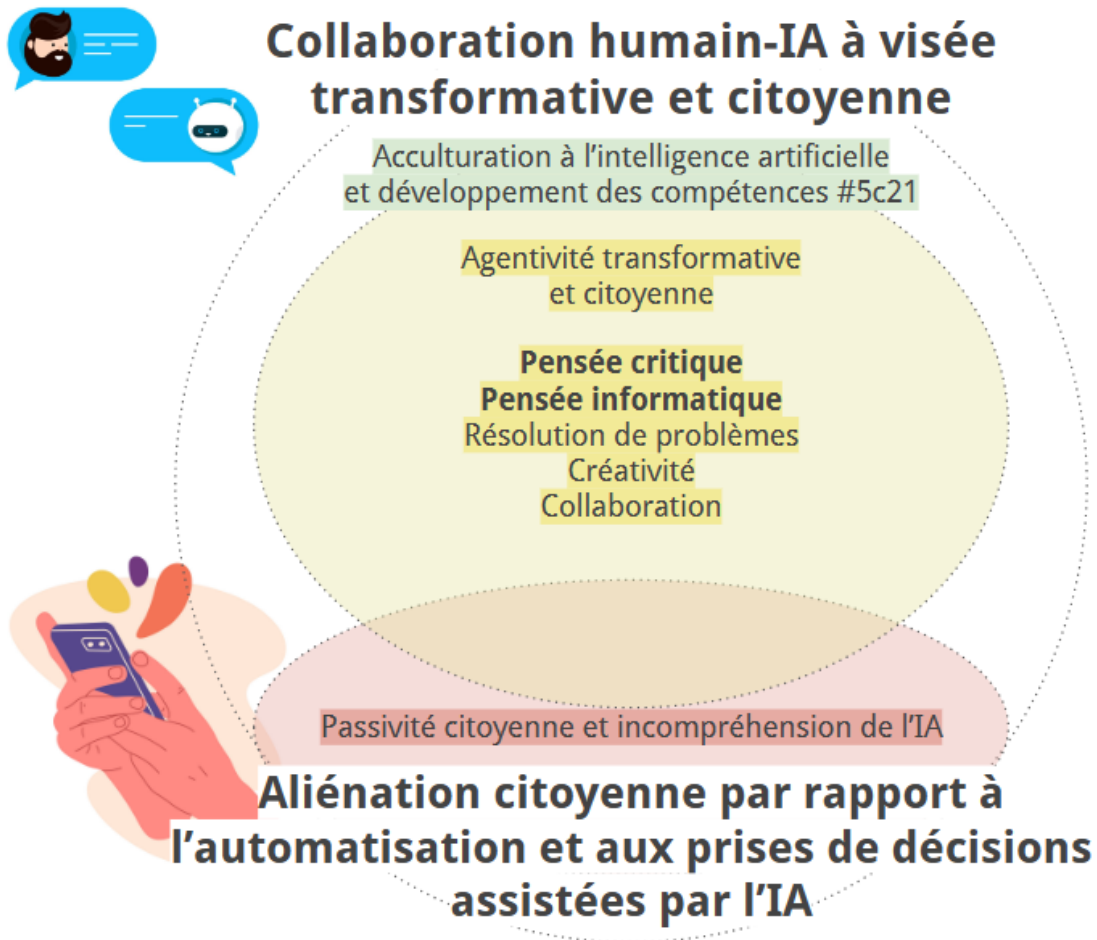 Collaboration humain-IA à visée
transformative et citoyenne
Acculturation à l'intelligence artificielle
et développement des compétences #5c21
Agentivité transformative
et citoyenne
Pensée critique
Pensée informatique
Résolution de problèmes
Créativité
Collaboration
Passivité citoyenne et incompréhension de l'IA
Aliénation citoyenne par rapport à
l'automatisation et aux prises de décisions
assistées par l'IA